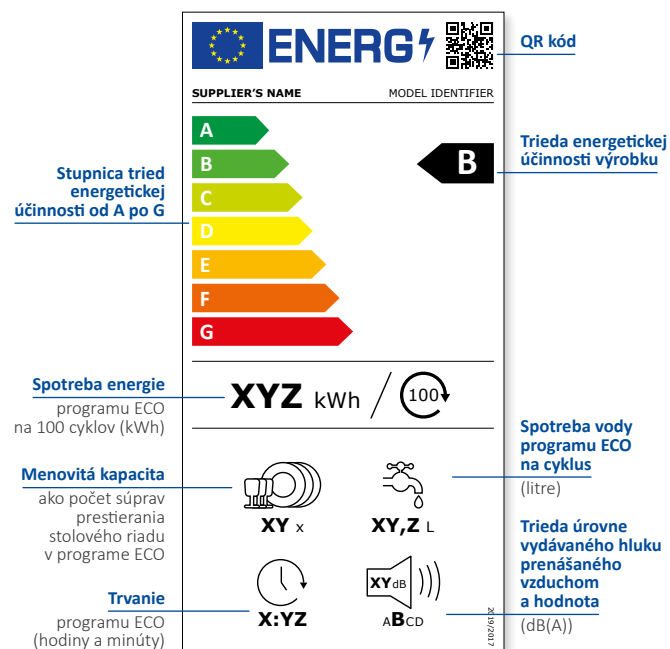 ENERG
QR kód
SUPPLIER'S NAME
MODEL IDENTIFIER
A
B
C
D
E
F
G
B
Trieda energetickej
účinnosti výrobku
Stupnica tried
energetickej
účinnosti od A po G
Spotreba energie
programu ECO
na 100 cyklov (kWh)
XYZ kWh / 100
Menovitá kapacita
ako počet súprav
prestierania
stolového riadu
v programe ECO
XY x
XY,Z L
Spotreba vody
programu ECO
na cyklus
(litre)
Trvanie
programu ECO
(hodiny a minúty)
X:YZ
XY dB
ABCD
Trieda úrovne
vydávaného hluku
prenášaného
vzduchom
a hodnota
(dB(A))
2019/2017